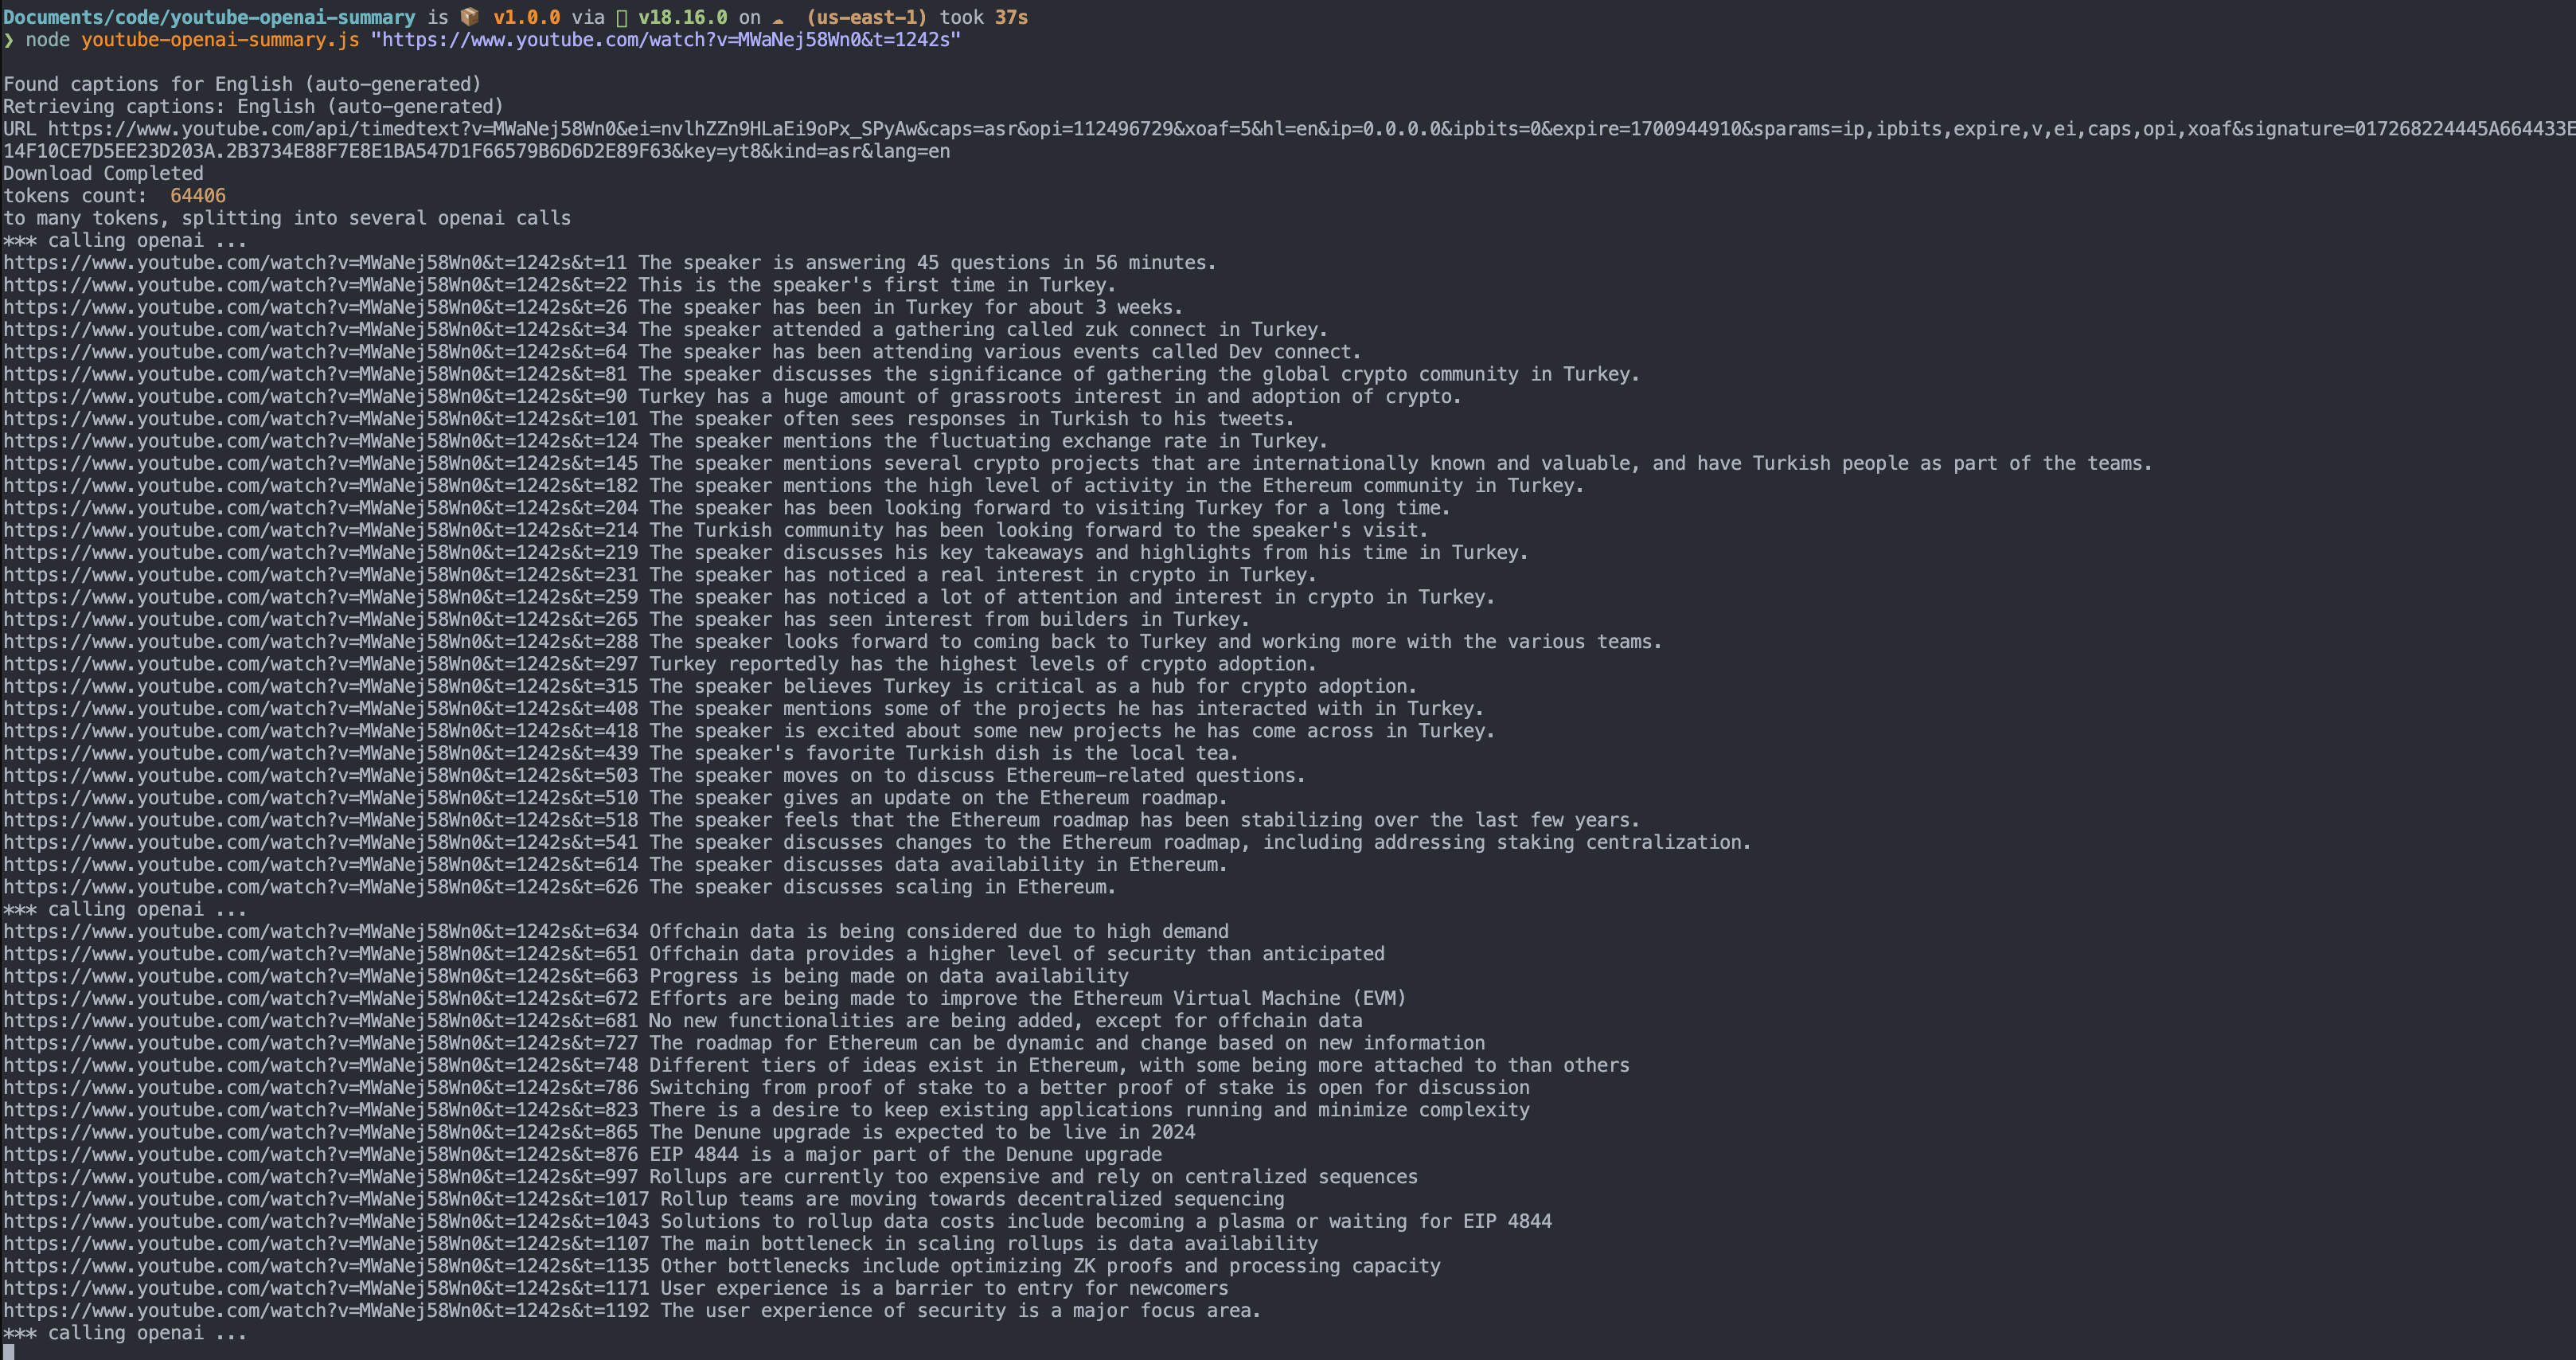 Documents/code/youtube-openai-summary is 📦 v1.0.0 via  v18.16.0 on ☁ (us-east-1) took 37s
❯ node youtube-openai-summary.js "https://www.youtube.com/watch?v=MWaNej58Wn0&t=1242s"
Found captions for English (auto-generated)
Retrieving captions: English (auto-generated)
URL https://www.youtube.com/api/timedtext?v=MWaNej58Wn0&ei=nvlhZZn9HLaEi9oPx_SPyAw&caps=asr&opi=112496729&xoaf=5&hl=en&ip=0.0.0.0&ipbits=0&expire=1700944910&sparams=ip,ipbits,expire,v,ei,caps,opi,xoaf&signature=017268224445A664433E
14F10CE7D5EE23D203A.2B3734E88F7E8E1BA547D1F66579B6D6D2E89F63&key=yt8&kind=asr&lang=en
Download Completed
tokens count:  64406
to many tokens, splitting into several openai calls
*** calling openai ...
https://www.youtube.com/watch?v=MWaNej58Wn0&t=1242s&t=11 The speaker is answering 45 questions in 56 minutes.
https://www.youtube.com/watch?v=MWaNej58Wn0&t=1242s&t=22 This is the speaker's first time in Turkey.
https://www.youtube.com/watch?v=MWaNej58Wn0&t=1242s&t=26 The speaker has been in Turkey for about 3 weeks.
https://www.youtube.com/watch?v=MWaNej58Wn0&t=1242s&t=34 The speaker attended a gathering called zuk connect in Turkey.
https://www.youtube.com/watch?v=MWaNej58Wn0&t=1242s&t=64 The speaker has been attending various events called Dev connect.
https://www.youtube.com/watch?v=MWaNej58Wn0&t=1242s&t=81 The speaker discusses the significance of gathering the global crypto community in Turkey.
https://www.youtube.com/watch?v=MWaNej58Wn0&t=1242s&t=90 Turkey has a huge amount of grassroots interest in and adoption of crypto.
https://www.youtube.com/watch?v=MWaNej58Wn0&t=1242s&t=101 The speaker often sees responses in Turkish to his tweets.
https://www.youtube.com/watch?v=MWaNej58Wn0&t=1242s&t=124 The speaker mentions the fluctuating exchange rate in Turkey.
https://www.youtube.com/watch?v=MWaNej58Wn0&t=1242s&t=145 The speaker mentions several crypto projects that are internationally known and valuable, and have Turkish people as part of the teams.
https://www.youtube.com/watch?v=MWaNej58Wn0&t=1242s&t=182 The speaker mentions the high level of activity in the Ethereum community in Turkey.
https://www.youtube.com/watch?v=MWaNej58Wn0&t=1242s&t=204 The speaker has been looking forward to visiting Turkey for a long time.
https://www.youtube.com/watch?v=MWaNej58Wn0&t=1242s&t=214 The Turkish community has been looking forward to the speaker's visit.
https://www.youtube.com/watch?v=MWaNej58Wn0&t=1242s&t=219 The speaker discusses his key takeaways and highlights from his time in Turkey.
https://www.youtube.com/watch?v=MWaNej58Wn0&t=1242s&t=231 The speaker has noticed a real interest in crypto in Turkey.
https://www.youtube.com/watch?v=MWaNej58Wn0&t=1242s&t=259 The speaker has noticed a lot of attention and interest in crypto in Turkey.
https://www.youtube.com/watch?v=MWaNej58Wn0&t=1242s&t=265 The speaker has seen interest from builders in Turkey.
https://www.youtube.com/watch?v=MWaNej58Wn0&t=1242s&t=288 The speaker looks forward to coming back to Turkey and working more with the various teams.
https://www.youtube.com/watch?v=MWaNej58Wn0&t=1242s&t=297 Turkey reportedly has the highest levels of crypto adoption.
https://www.youtube.com/watch?v=MWaNej58Wn0&t=1242s&t=315 The speaker believes Turkey is critical as a hub for crypto adoption.
https://www.youtube.com/watch?v=MWaNej58Wn0&t=1242s&t=408 The speaker mentions some of the projects he has interacted with in Turkey.
https://www.youtube.com/watch?v=MWaNej58Wn0&t=1242s&t=418 The speaker is excited about some new projects he has come across in Turkey.
https://www.youtube.com/watch?v=MWaNej58Wn0&t=1242s&t=439 The speaker's favorite Turkish dish is the local tea.
https://www.youtube.com/watch?v=MWaNej58Wn0&t=1242s&t=503 The speaker moves on to discuss Ethereum-related questions.
https://www.youtube.com/watch?v=MWaNej58Wn0&t=1242s&t=510 The speaker gives an update on the Ethereum roadmap.
https://www.youtube.com/watch?v=MWaNej58Wn0&t=1242s&t=518 The speaker feels that the Ethereum roadmap has been stabilizing over the last few years.
https://www.youtube.com/watch?v=MWaNej58Wn0&t=1242s&t=541 The speaker discusses changes to the Ethereum roadmap, including addressing staking centralization.
https://www.youtube.com/watch?v=MWaNej58Wn0&t=1242s&t=614 The speaker discusses data availability in Ethereum.
https://www.youtube.com/watch?v=MWaNej58Wn0&t=1242s&t=626 The speaker discusses scaling in Ethereum.
*** calling openai ...
https://www.youtube.com/watch?v=MWaNej58Wn0&t=1242s&t=634 Offchain data is being considered due to high demand
https://www.youtube.com/watch?v=MWaNej58Wn0&t=1242s&t=651 Offchain data provides a higher level of security than anticipated
https://www.youtube.com/watch?v=MWaNej58Wn0&t=1242s&t=663 Progress is being made on data availability
https://www.youtube.com/watch?v=MWaNej58Wn0&t=1242s&t=672 Efforts are being made to improve the Ethereum Virtual Machine (EVM)
https://www.youtube.com/watch?v=MWaNej58Wn0&t=1242s&t=681 No new functionalities are being added, except for offchain data
https://www.youtube.com/watch?v=MWaNej58Wn0&t=1242s&t=727 The roadmap for Ethereum can be dynamic and change based on new information
https://www.youtube.com/watch?v=MWaNej58Wn0&t=1242s&t=748 Different tiers of ideas exist in Ethereum, with some being more attached to than others
https://www.youtube.com/watch?v=MWaNej58Wn0&t=1242s&t=786 Switching from proof of stake to a better proof of stake is open for discussion
https://www.youtube.com/watch?v=MWaNej58Wn0&t=1242s&t=823 There is a desire to keep existing applications running and minimize complexity
https://www.youtube.com/watch?v=MWaNej58Wn0&t=1242s&t=865 The Denune upgrade is expected to be live in 2024
https://www.youtube.com/watch?v=MWaNej58Wn0&t=1242s&t=876 EIP 4844 is a major part of the Denune upgrade
https://www.youtube.com/watch?v=MWaNej58Wn0&t=1242s&t=997 Rollups are currently too expensive and rely on centralized sequences
https://www.youtube.com/watch?v=MWaNej58Wn0&t=1242s&t=1017 Rollup teams are moving towards decentralized sequencing
https://www.youtube.com/watch?v=MWaNej58Wn0&t=1242s&t=1043 Solutions to rollup data costs include becoming a plasma or waiting for EIP 4844
https://www.youtube.com/watch?v=MWaNej58Wn0&t=1242s&t=1107 The main bottleneck in scaling rollups is data availability
https://www.youtube.com/watch?v=MWaNej58Wn0&t=1242s&t=1135 Other bottlenecks include optimizing ZK proofs and processing capacity
https://www.youtube.com/watch?v=MWaNej58Wn0&t=1242s&t=1171 User experience is a barrier to entry for newcomers
https://www.youtube.com/watch?v=MWaNej58Wn0&t=1242s&t=1192 The user experience of security is a major focus area.
*** calling openai ...